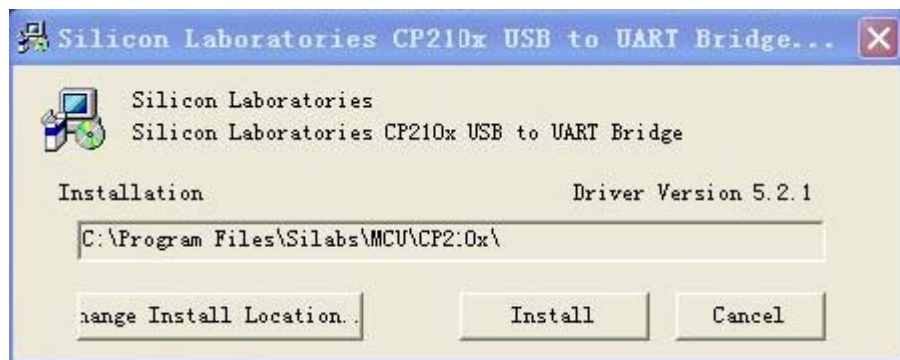 Silicon Laboratories CP210x USB to UART Bridge...
Silicon Laboratories
Silicon Laboratories CP210x USB to UART Bridge
Installation
Driver Version 5.2.1
C:\Program Files\Silabs\MCU\CP210x\
hange Install Location..
Install
Cancel